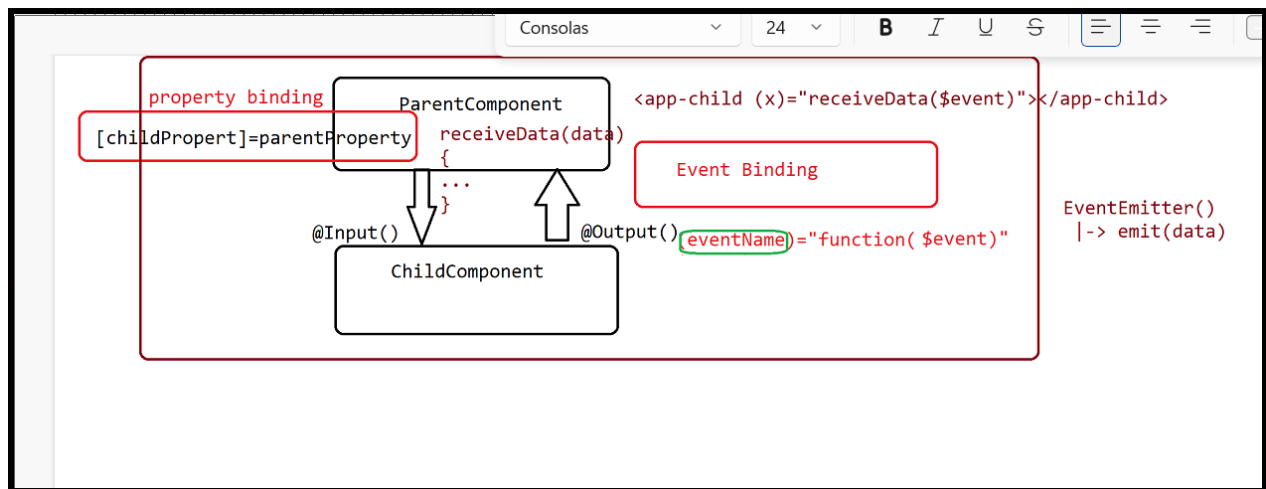 Consolas 24 B I U S
property binding
ParentComponent
<app-child (x)="receiveData($event)"></app-child>
[childPropert]=parentProperty
receiveData(data)
{
...
}
Event Binding
@Input()
@Output()
(eventName)="function( $event)"
EventEmitter()
|-> emit(data)
ChildComponent